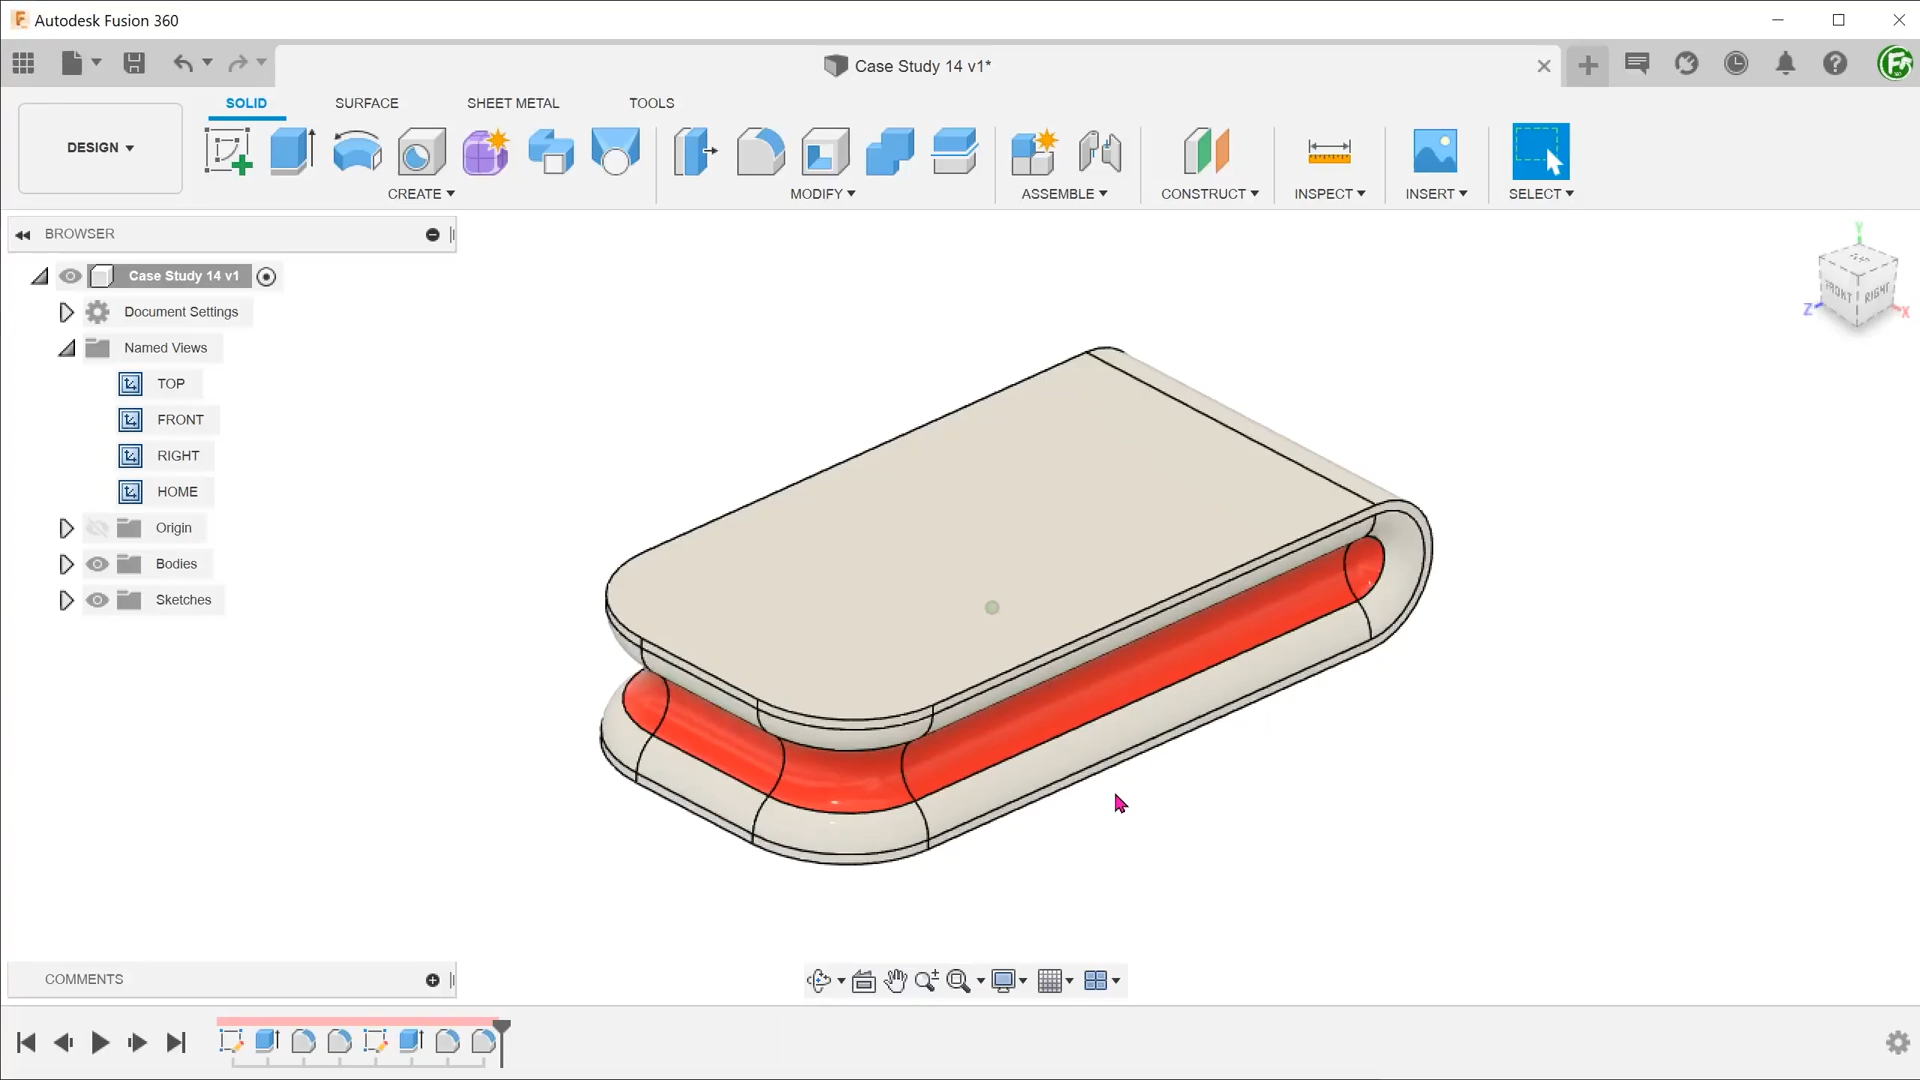 Autodesk Fusion 360
Case Study 14 v1*
SOLID SURFACE SHEET METAL TOOLS
DESIGN
CREATE MODIFY ASSEMBLE CONSTRUCT INSPECT INSERT SELECT
BROWSER
Case Study 14 v1
Document Settings
Named Views
TOP
FRONT
RIGHT
HOME
Origin
Bodies
Sketches
Y
TOP
FRONT RIGHT
Z X
COMMENTS